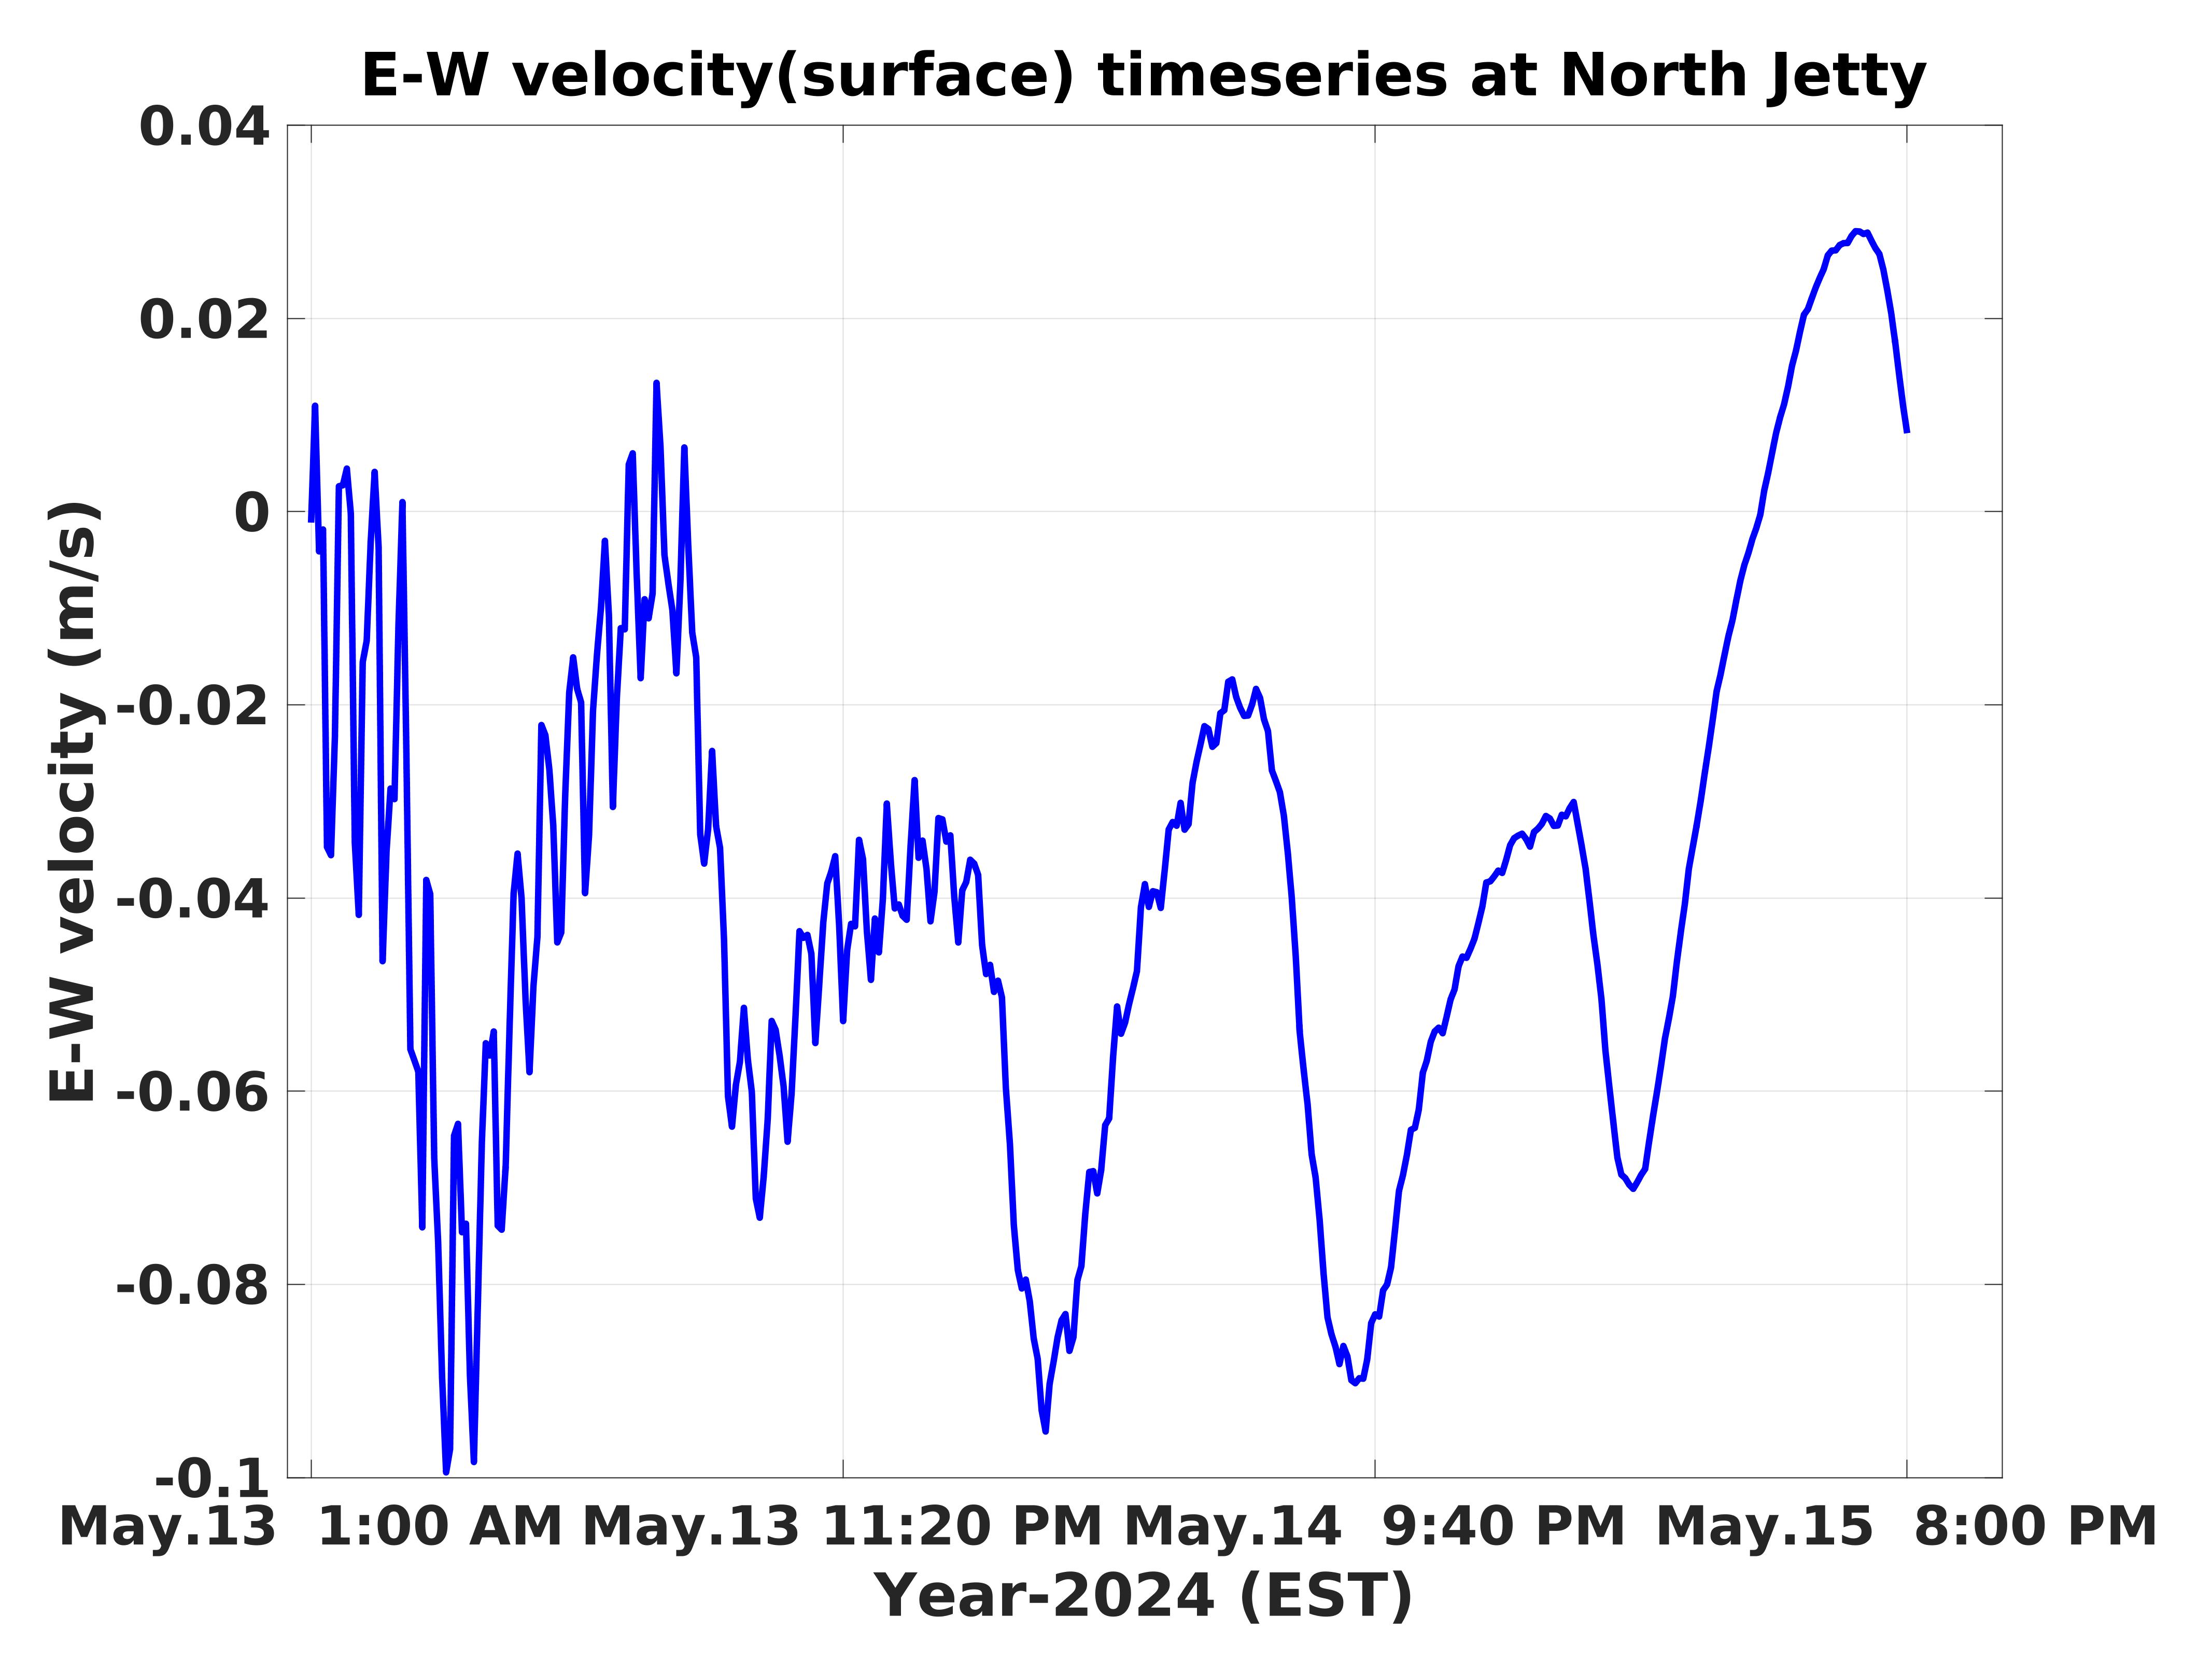 E-W velocity(surface) timeseries at North Jetty
0.04
0.02
0
-0.02
-0.04
-0.06
-0.08
-0.1
E-W velocity (m/s)
May.13 1:00 AM May.13 11:20 PM May.14 9:40 PM May.15 8:00 PM
Year-2024 (EST)